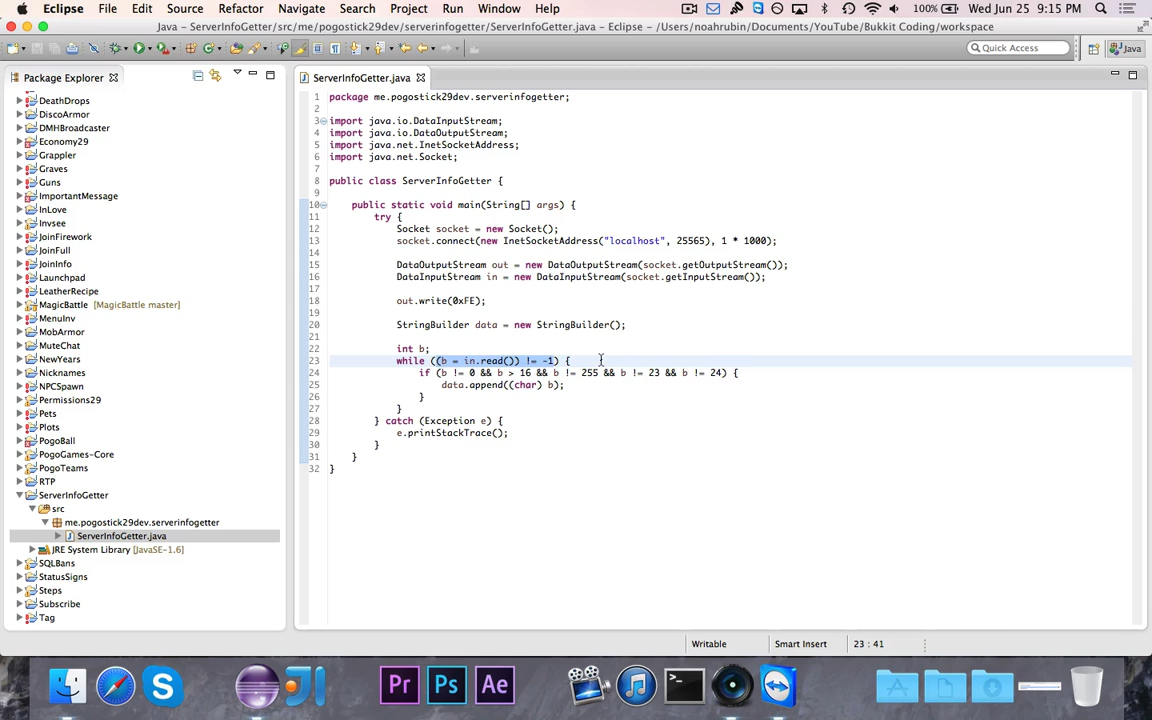 Eclipse File Edit Source Refactor Navigate Search Project Run Window Help 100% Wed Jun 25 9:15 PM
Java - ServerInfoGetter/src/me/pogostick29dev/serverinfogetter/ServerInfoGetter.java - Eclipse - /Users/noahrubin/Documents/YouTube/Bukkit Coding/workspace
Quick Access Java
Package Explorer
DeathDrops
DiscoArmor
DMHBroadcaster
Economy29
Grappler
Graves
Guns
ImportantMessage
InLove
Invsee
JoinFirework
JoinFull
JoinInfo
Launchpad
LeatherRecipe
MagicBattle [MagicBattle master]
MenuInv
MobArmor
MuteChat
NewYears
Nicknames
NPCSpawn
Permissions29
Pets
Plots
PogoBall
PogoGames-Core
PogoTeams
RTP
ServerInfoGetter
src
me.pogostick29dev.serverinfogetter
ServerInfoGetter.java
JRE System Library [JavaSE-1.6]
SQLBans
StatusSigns
Steps
Subscribe
Tag
ServerInfoGetter.java
1 package me.pogostick29dev.serverinfogetter;
2
3 import java.io.DataInputStream;
4 import java.io.DataOutputStream;
5 import java.net.InetSocketAddress;
6 import java.net.Socket;
7
8 public class ServerInfoGetter {
9
10 public static void main(String[] args) {
11 try {
12 Socket socket = new Socket();
13 socket.connect(new InetSocketAddress("localhost", 25565), 1 * 1000);
14
15 DataOutputStream out = new DataOutputStream(socket.getOutputStream());
16 DataInputStream in = new DataInputStream(socket.getInputStream());
17
18 out.write(0xFE);
19
20 StringBuilder data = new StringBuilder();
21
22 int b;
23 while ((b = in.read()) != -1) {
24 if (b != 0 && b > 16 && b != 255 && b != 23 && b != 24) {
25 data.append((char) b);
26 }
27 }
28 } catch (Exception e) {
29 e.printStackTrace();
30 }
31 }
32 }
Writable Smart Insert 23 : 41
Pr Ps Ae